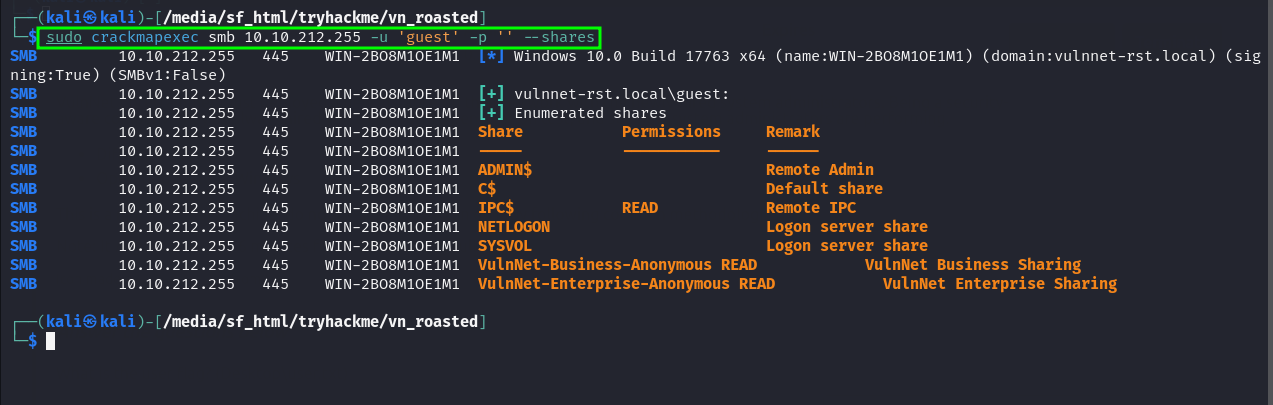 ┌──(kali㉿kali)-[/media/sf_html/tryhackme/vn_roasted]
└─$ sudo crackmapexec smb 10.10.212.255 -u 'guest' -p '' --shares
SMB         10.10.212.255   445    WIN-2BO8M1OE1M1  [*] Windows 10.0 Build 17763 x64 (name:WIN-2BO8M1OE1M1) (domain:vulnnet-rst.local) (sig
ning:True) (SMBv1:False)
SMB         10.10.212.255   445    WIN-2BO8M1OE1M1  [+] vulnnet-rst.local\guest:
SMB         10.10.212.255   445    WIN-2BO8M1OE1M1  [+] Enumerated shares
SMB         10.10.212.255   445    WIN-2BO8M1OE1M1  Share           Permissions     Remark
SMB         10.10.212.255   445    WIN-2BO8M1OE1M1  -----           -----------     ------
SMB         10.10.212.255   445    WIN-2BO8M1OE1M1  ADMIN$                          Remote Admin
SMB         10.10.212.255   445    WIN-2BO8M1OE1M1  C$                              Default share
SMB         10.10.212.255   445    WIN-2BO8M1OE1M1  IPC$            READ            Remote IPC
SMB         10.10.212.255   445    WIN-2BO8M1OE1M1  NETLOGON                        Logon server share
SMB         10.10.212.255   445    WIN-2BO8M1OE1M1  SYSVOL                          Logon server share
SMB         10.10.212.255   445    WIN-2BO8M1OE1M1  VulnNet-Business-Anonymous READ            VulnNet Business Sharing
SMB         10.10.212.255   445    WIN-2BO8M1OE1M1  VulnNet-Enterprise-Anonymous READ            VulnNet Enterprise Sharing
┌──(kali㉿kali)-[/media/sf_html/tryhackme/vn_roasted]
└─$